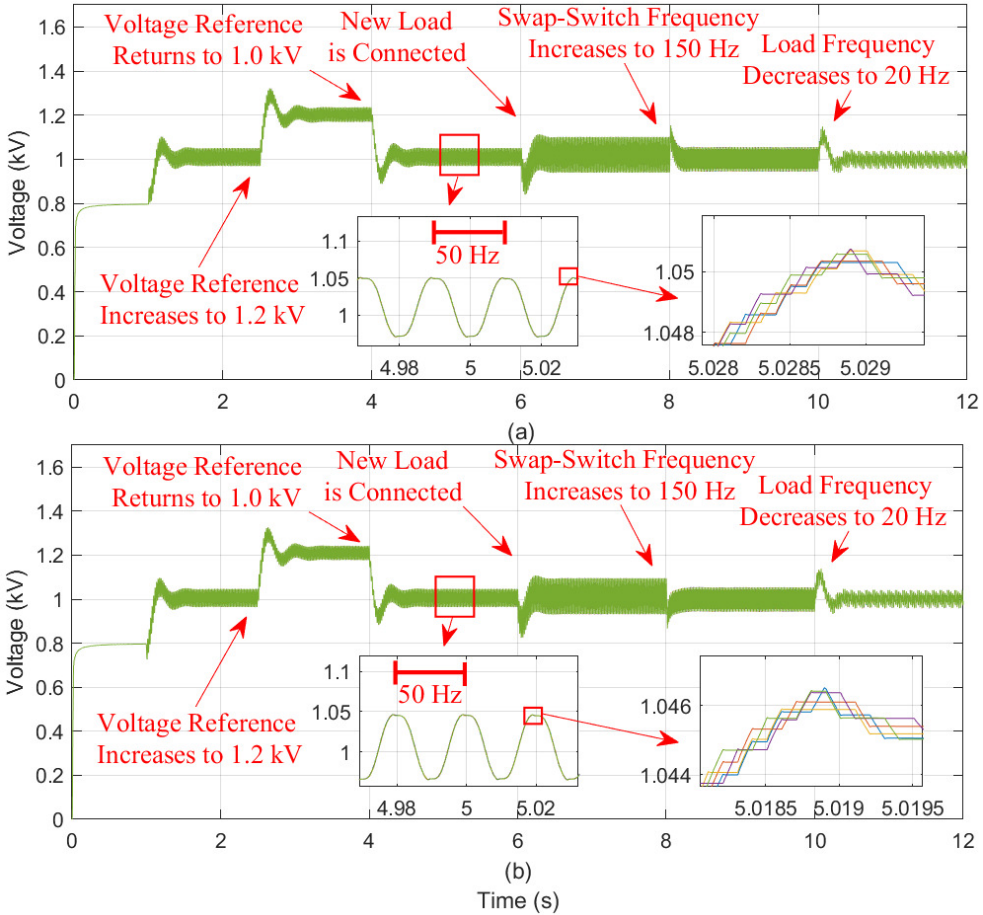 1.6
1.4
1.2
1
0.8
0.6
0.4
0.2
0
Voltage (kV)
Voltage Reference
Returns to 1.0 kV
New Load
is Connected
Swap-Switch Frequency
Increases to 150 Hz
Load Frequency
Decreases to 20 Hz
Voltage Reference
Increases to 1.2 kV
1.1
1.05
1
50 Hz
4.98 5 5.02
1.05
1.048
5.028 5.0285 5.029
0 2 4 6 8 10 12
(a)
1.6
1.4
1.2
1
0.8
0.6
0.4
0.2
0
Voltage (kV)
Voltage Reference
Returns to 1.0 kV
New Load
is Connected
Swap-Switch Frequency
Increases to 150 Hz
Load Frequency
Decreases to 20 Hz
Voltage Reference
Increases to 1.2 kV
1.1
1.05
1
50 Hz
4.98 5 5.02
1.046
1.044
5.0185 5.019 5.0195
0 2 4 6 8 10 12
(b)
Time (s)